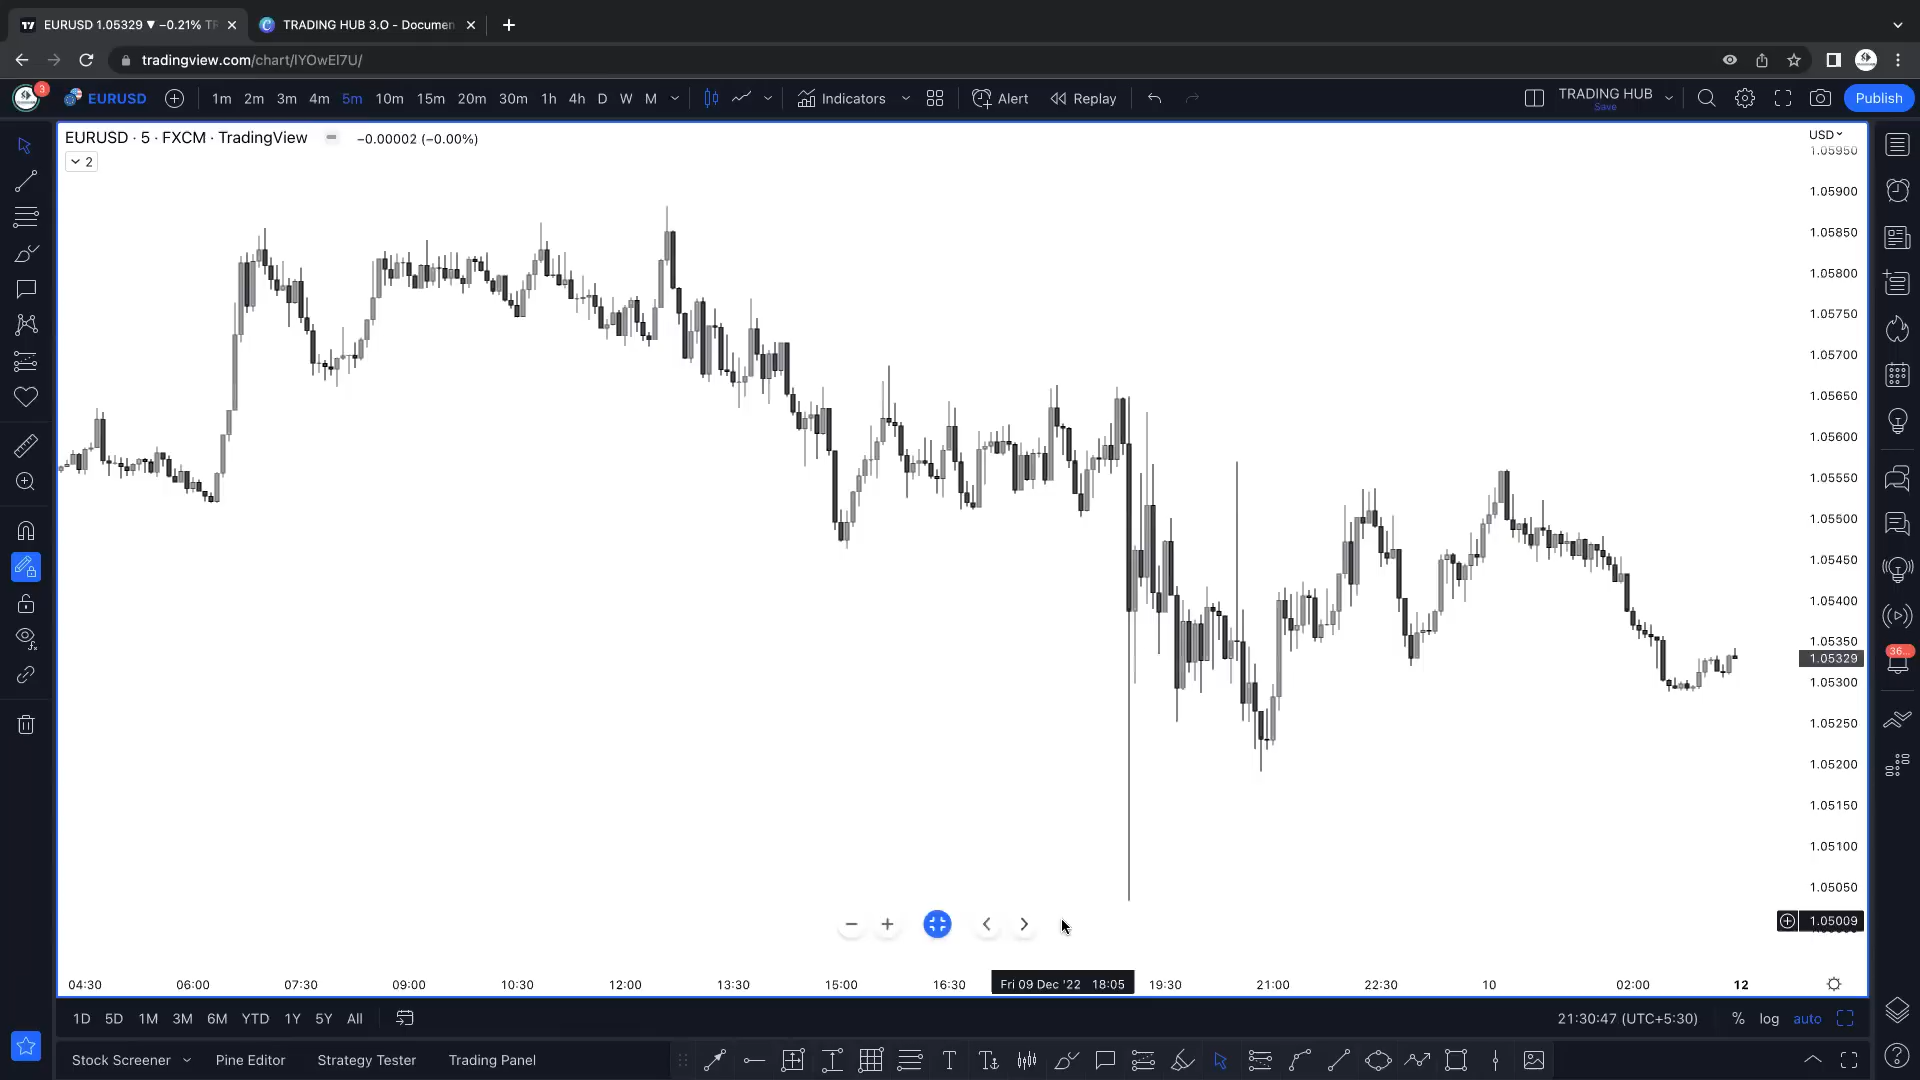 EURUSD 1.05329 ▼ −0.21% TR
TRADING HUB 3.O - Documen
tradingview.com/chart/lYOwEl7U/
3
EURUSD 1m 2m 3m 4m 5m 10m 15m 20m 30m 1h 4h D W M Indicators Alert Replay TRADING HUB Save Publish
EURUSD · 5 · FXCM · TradingView −0.00002 (−0.00%)
2
USD
1.05950
1.05900
1.05850
1.05800
1.05750
1.05700
1.05650
1.05600
1.05550
1.05500
1.05450
1.05400
1.05350
1.05329
1.05300
1.05250
1.05200
1.05150
1.05100
1.05050
1.05009
36...
04:30 06:00 07:30 09:00 10:30 12:00 13:30 15:00 16:30 Fri 09 Dec '22 18:05 19:30 21:00 22:30 10 02:00 12
1D 5D 1M 3M 6M YTD 1Y 5Y All 21:30:47 (UTC+5:30) % log auto
Stock Screener Pine Editor Strategy Tester Trading Panel